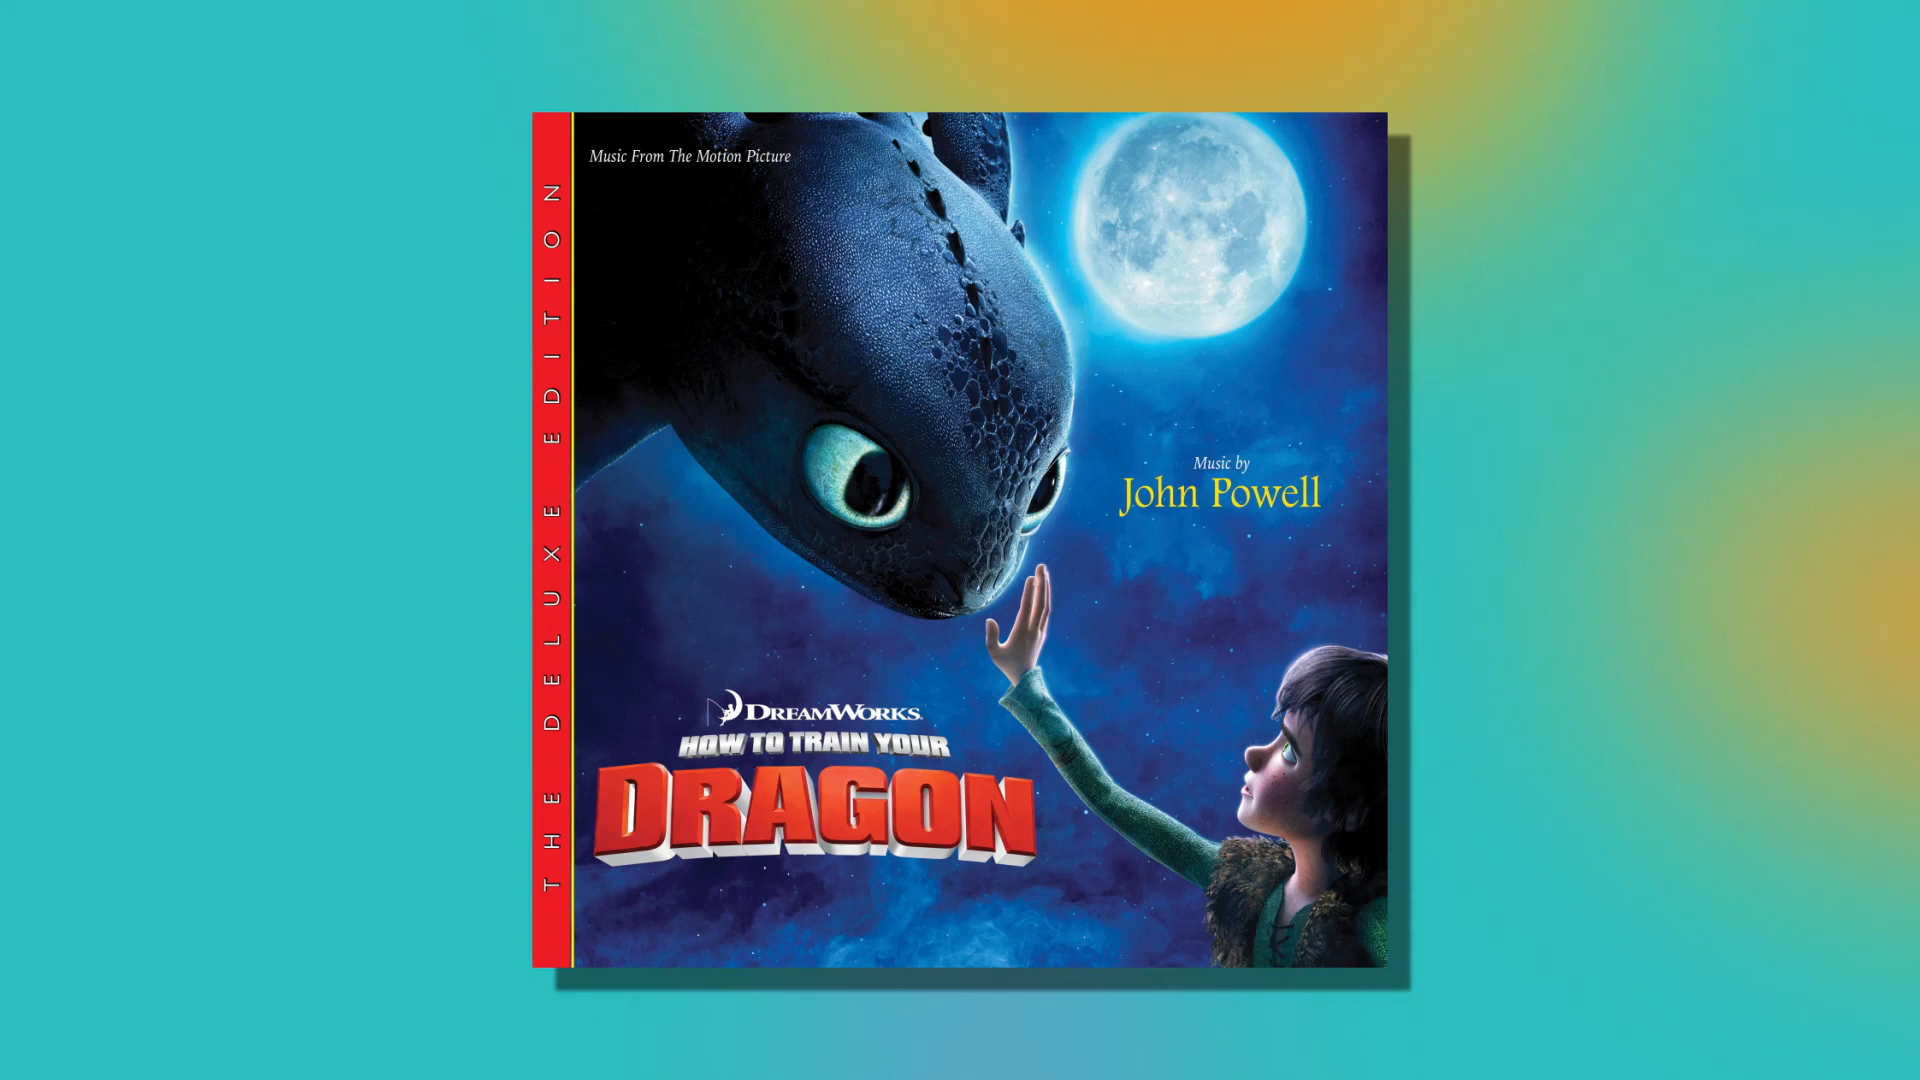 THE DELUXE EDITION
Music From The Motion Picture
Music by
John Powell
DREAMWORKS
HOW TO TRAIN YOUR
DRAGON